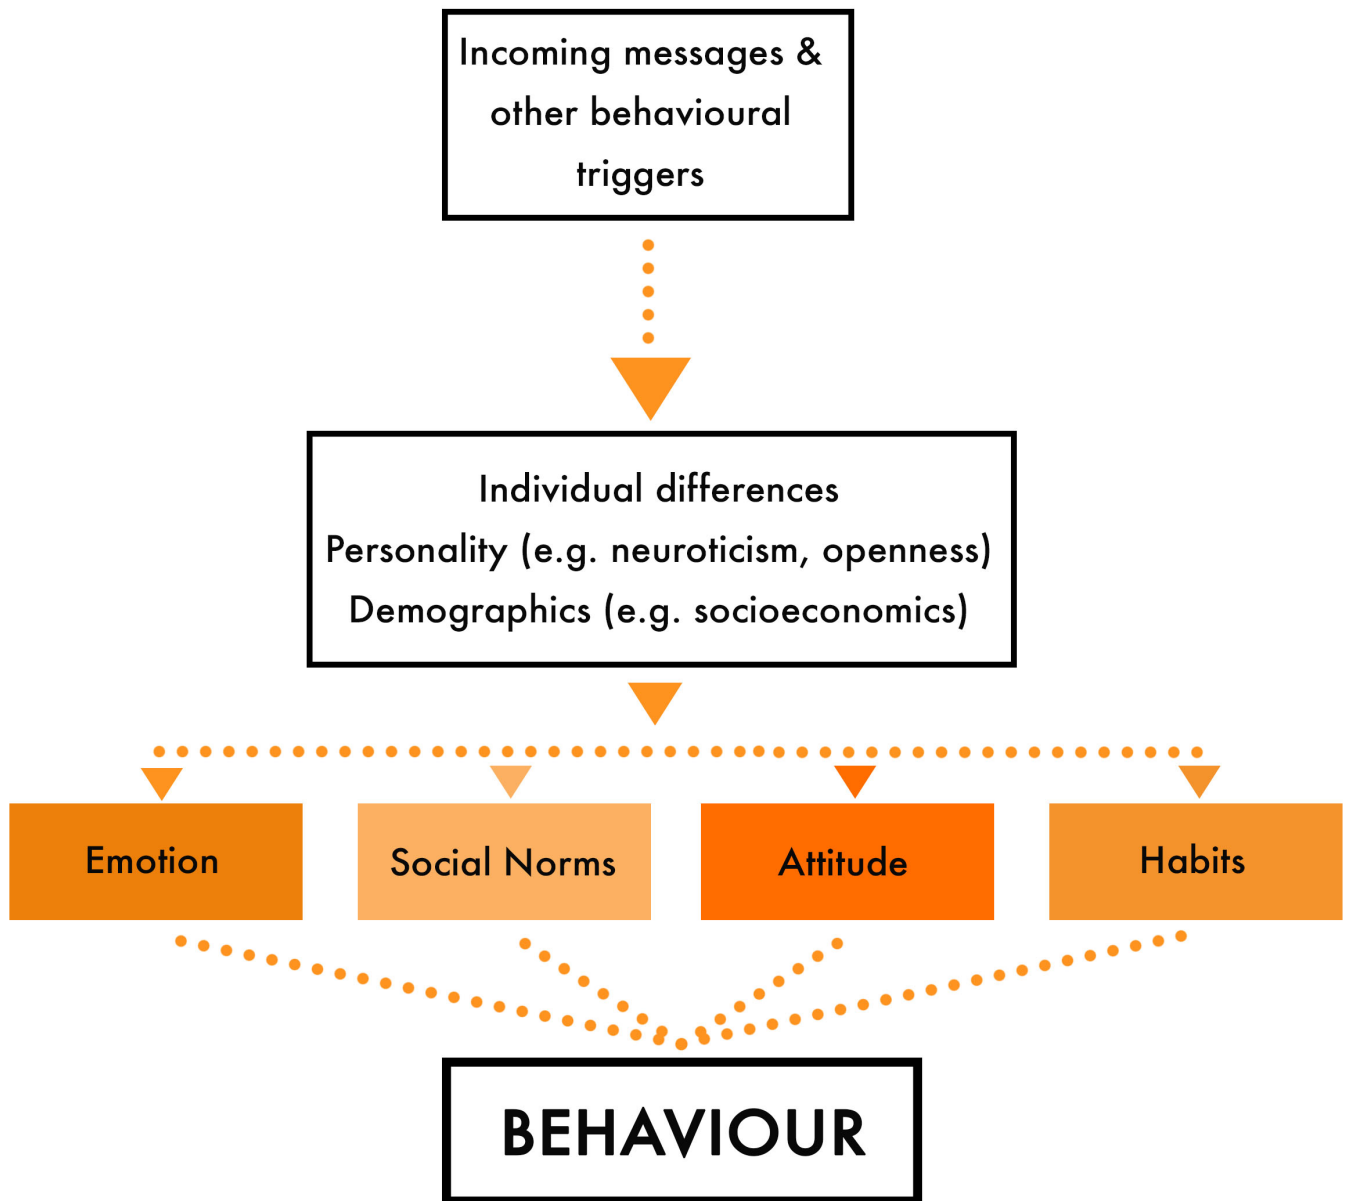 Incoming messages &
other behavioural
triggers
Individual differences
Personality (e.g. neuroticism, openness)
Demographics (e.g. socioeconomics)
Emotion
Social Norms
Attitude
Habits
BEHAVIOUR